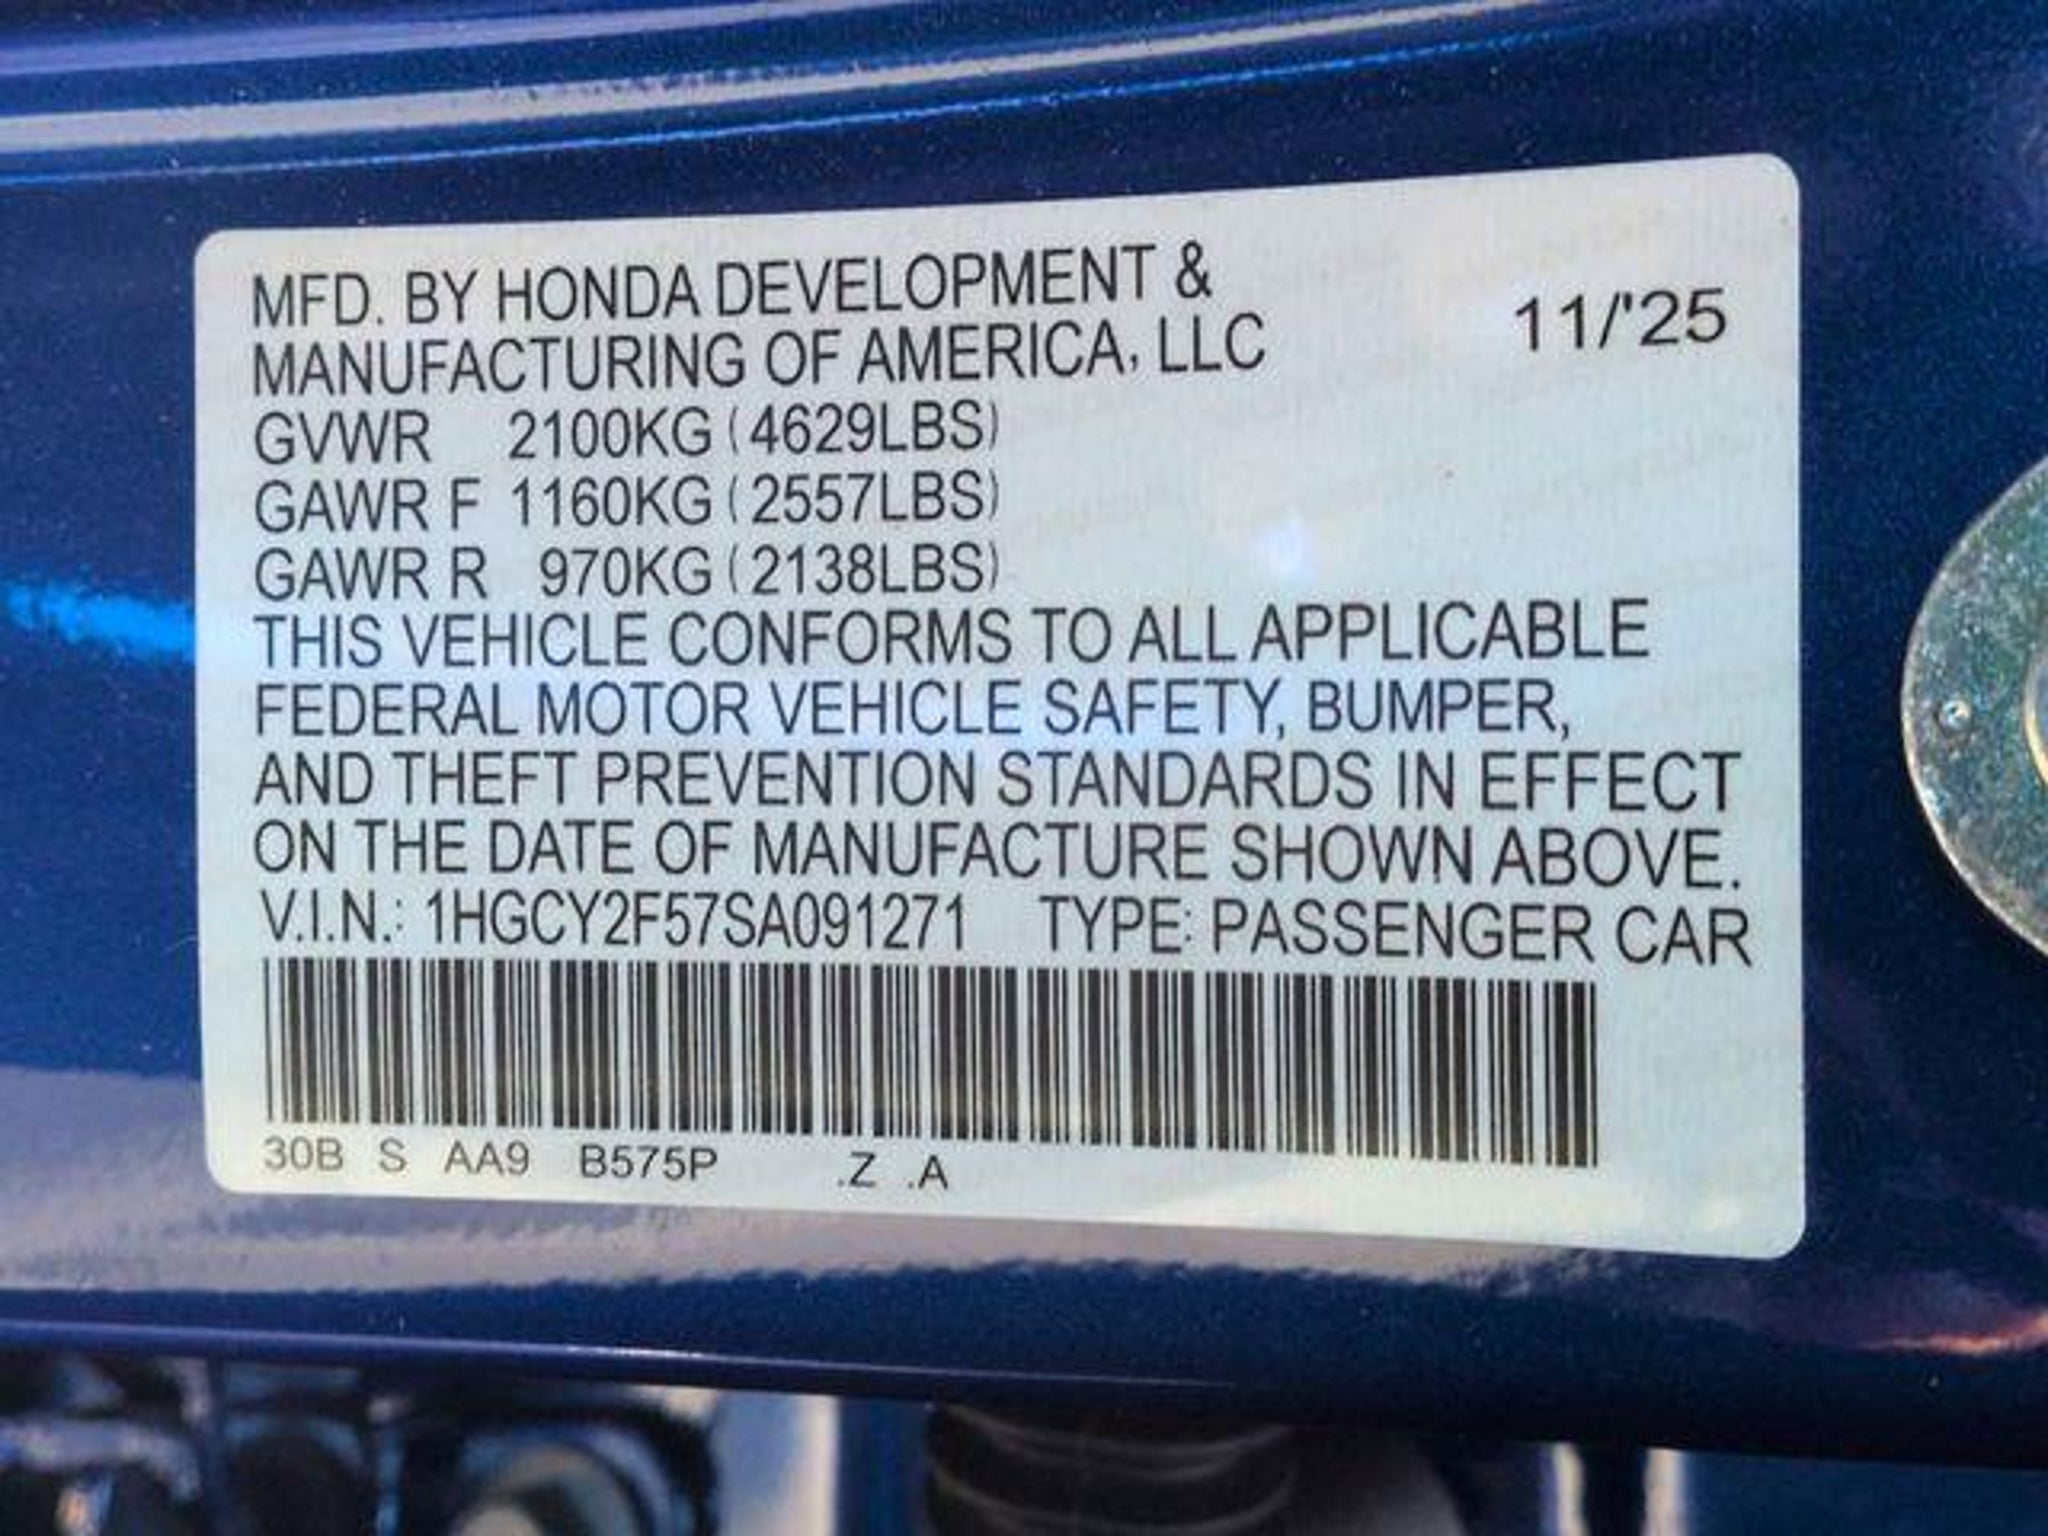 MFD. BY HONDA DEVELOPMENT &
MANUFACTURING OF AMERICA, LLC 11/'25
GVWR 2100KG (4629LBS)
GAWR F 1160KG (2557LBS)
GAWR R 970KG (2138LBS)
THIS VEHICLE CONFORMS TO ALL APPLICABLE
FEDERAL MOTOR VEHICLE SAFETY, BUMPER,
AND THEFT PREVENTION STANDARDS IN EFFECT
ON THE DATE OF MANUFACTURE SHOWN ABOVE.
V.I.N.: 1HGCY2F57SA091271 TYPE: PASSENGER CAR
30B S AA9 B575P .Z .A